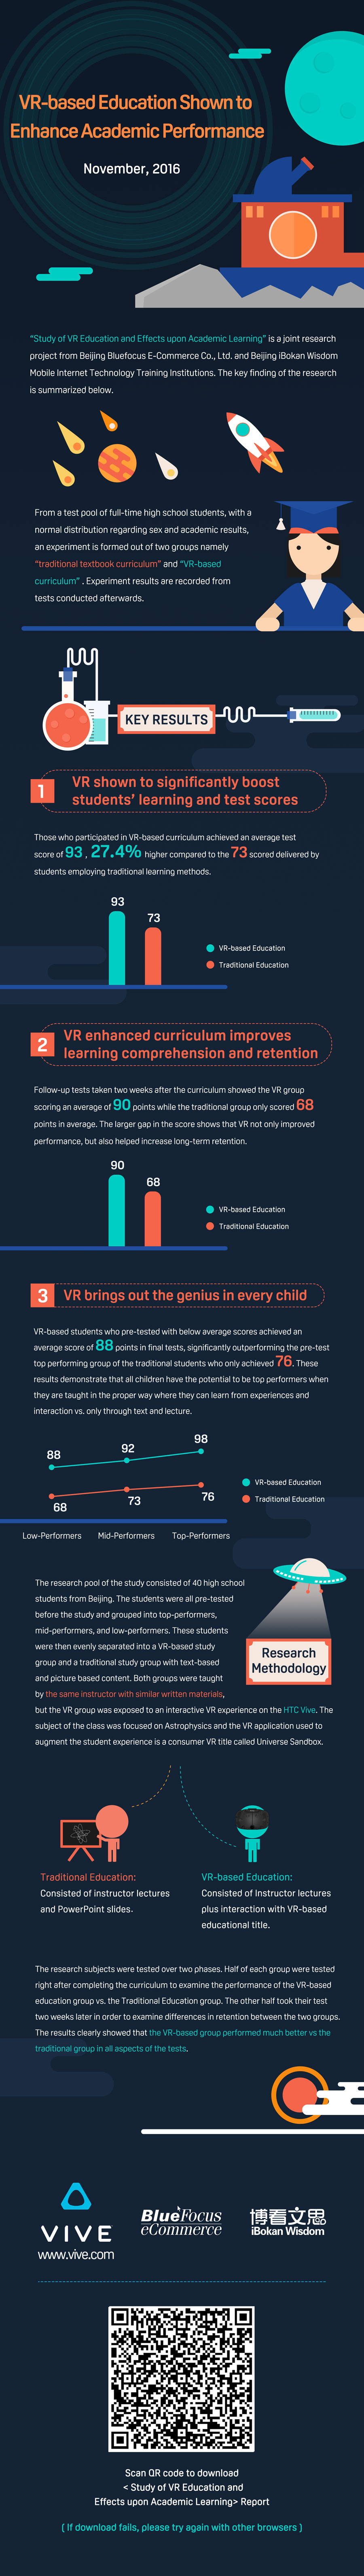 VR-based Education Shown to
Enhance Academic Performance
November, 2016
“Study of VR Education and Effects upon Academic Learning” is a joint research
project from Beijing Bluefocus E-Commerce Co., Ltd. and Beijing iBokan Wisdom
Mobile Internet Technology Training Institutions. The key finding of the research
is summarized below.
From a test pool of full-time high school students, with a
normal distribution regarding sex and academic results,
an experiment is formed out of two groups namely
“traditional textbook curriculum” and “VR-based
curriculum” . Experiment results are recorded from
tests conducted afterwards.
KEY RESULTS
1
VR shown to significantly boost
students’ learning and test scores
Those who participated in VR-based curriculum achieved an average test
score of 93 , 27.4% higher compared to the 73 scored delivered by
students employing traditional learning methods.
93
73
VR-based Education
Traditional Education
2
VR enhanced curriculum improves
learning comprehension and retention
Follow-up tests taken two weeks after the curriculum showed the VR group
scoring an average of 90 points while the traditional group only scored 68
points in average. The larger gap in the score shows that VR not only improved
performance, but also helped increase long-term retention.
90
68
VR-based Education
Traditional Education
3
VR brings out the genius in every child
VR-based students who pre-tested with below average scores achieved an
average score of 88 points in final tests, significantly outperforming the pre-test
top performing group of the traditional students who only achieved 76. These
results demonstrate that all children have the potential to be top performers when
they are taught in the proper way where they can learn from experiences and
interaction vs. only through text and lecture.
88
92
98
68
73
76
VR-based Education
Traditional Education
Low-Performers Mid-Performers Top-Performers
The research pool of the study consisted of 40 high school
students from Beijing. The students were all pre-tested
before the study and grouped into top-performers,
mid-performers, and low-performers. These students
were then evenly separated into a VR-based study
group and a traditional study group with text-based
and picture based content. Both groups were taught
by the same instructor with similar written materials,
but the VR group was exposed to an interactive VR experience on the HTC Vive. The
subject of the class was focused on Astrophysics and the VR application used to
augment the student experience is a consumer VR title called Universe Sandbox.
Research
Methodology
Traditional Education:
Consisted of instructor lectures
and PowerPoint slides.
VR-based Education:
Consisted of Instructor lectures
plus interaction with VR-based
educational title.
The research subjects were tested over two phases. Half of each group were tested
right after completing the curriculum to examine the performance of the VR-based
education group vs. the Traditional Education group. The other half took their test
two weeks later in order to examine differences in retention between the two groups.
The results clearly showed that the VR-based group performed much better vs the
traditional group in all aspects of the tests.
VIVE
www.vive.com
BlueFocus
eCommerce
博看文思
iBokan Wisdom
Scan QR code to download
< Study of VR Education and
Effects upon Academic Learning> Report
( If download fails, please try again with other browsers )